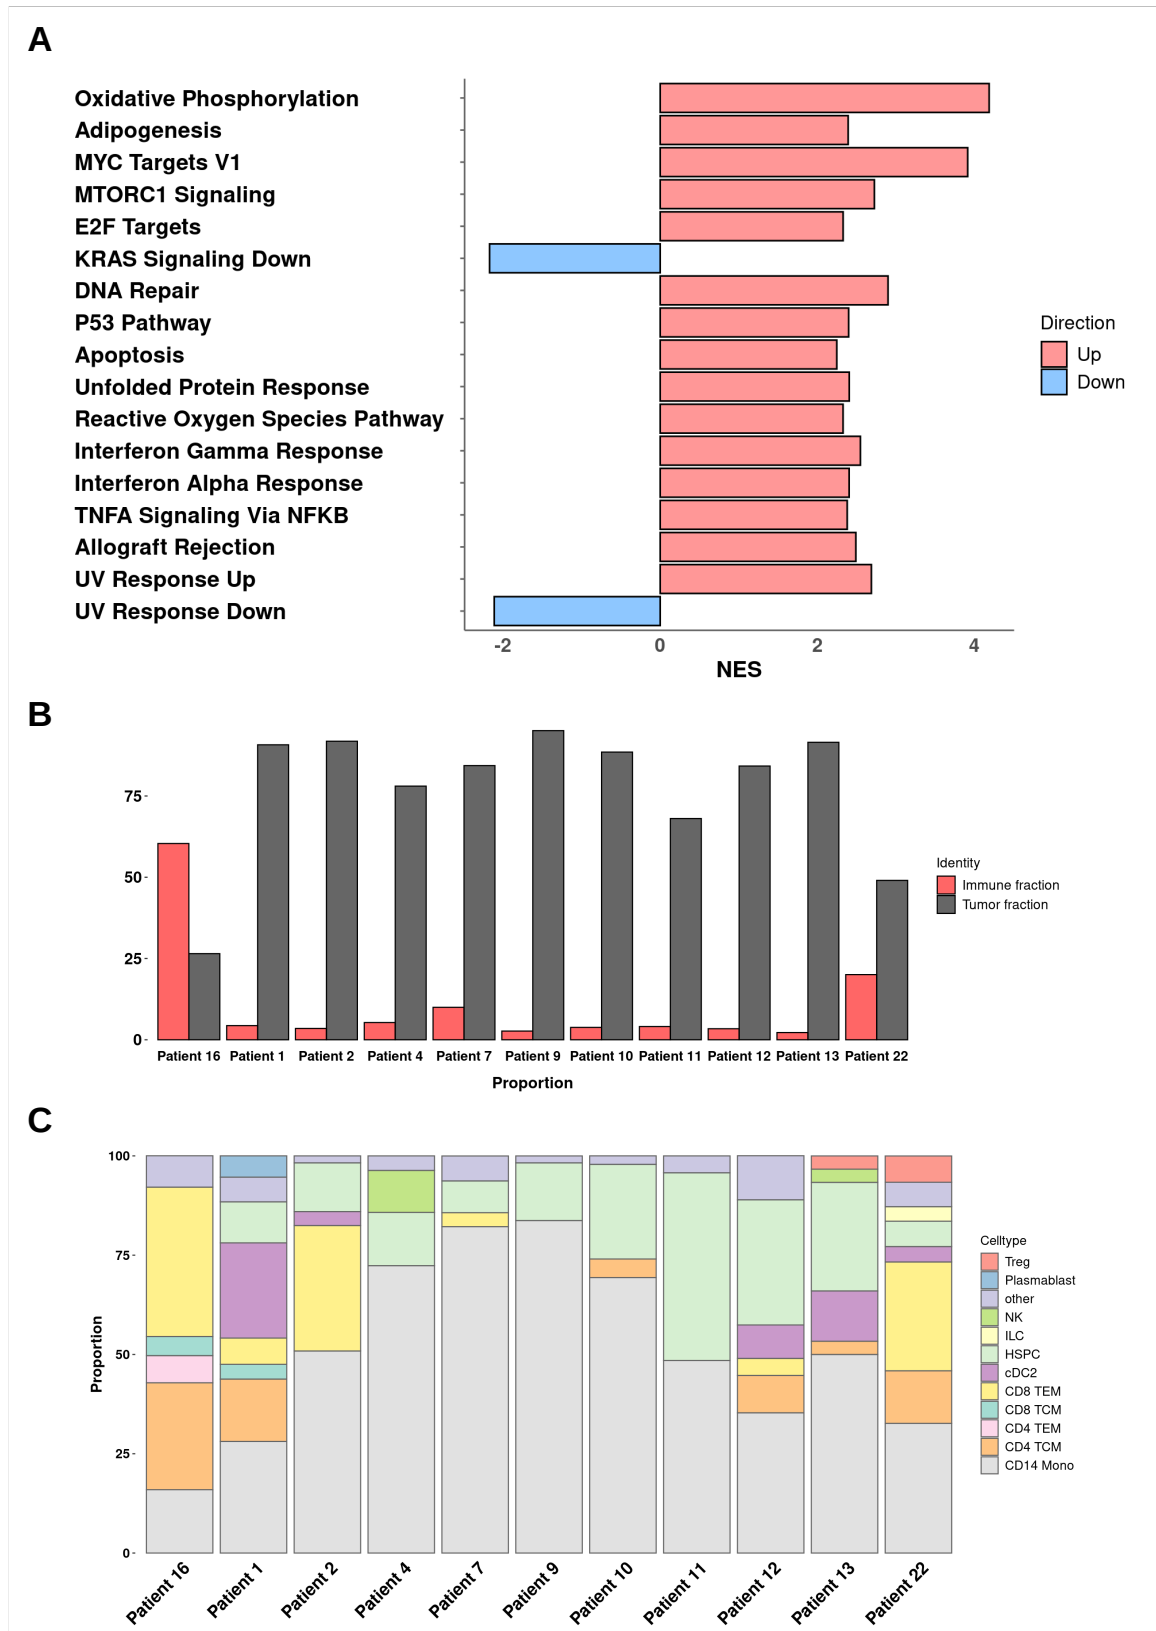 A
Oxidative Phosphorylation
Adipogenesis
MYC Targets V1
MTORC1 Signaling
E2F Targets
KRAS Signaling Down
DNA Repair
P53 Pathway
Apoptosis
Unfolded Protein Response
Reactive Oxygen Species Pathway
Interferon Gamma Response
Interferon Alpha Response
TNFA Signaling Via NFKB
Allograft Rejection
UV Response Up
UV Response Down
-2 0 2 4
NES
Direction
Up
Down
B
75
50
25
0
Patient 16 Patient 1 Patient 2 Patient 4 Patient 7 Patient 9 Patient 10 Patient 11 Patient 12 Patient 13 Patient 22
Proportion
Identity
Immune fraction
Tumor fraction
C
Proportion
100
75
50
25
0
Patient 16 Patient 1 Patient 2 Patient 4 Patient 7 Patient 9 Patient 10 Patient 11 Patient 12 Patient 13 Patient 22
Celltype
Treg
Plasmablast
other
NK
ILC
HSPC
cDC2
CD8 TEM
CD8 TCM
CD4 TEM
CD4 TCM
CD14 Mono